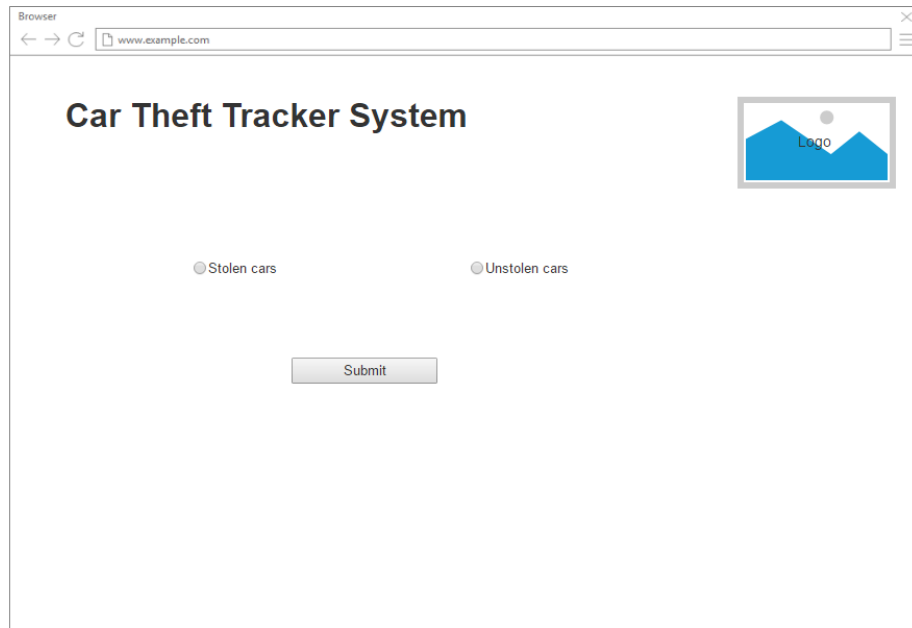 Browser
www.example.com
Car Theft Tracker System
Logo
Stolen cars
Unstolen cars
Submit